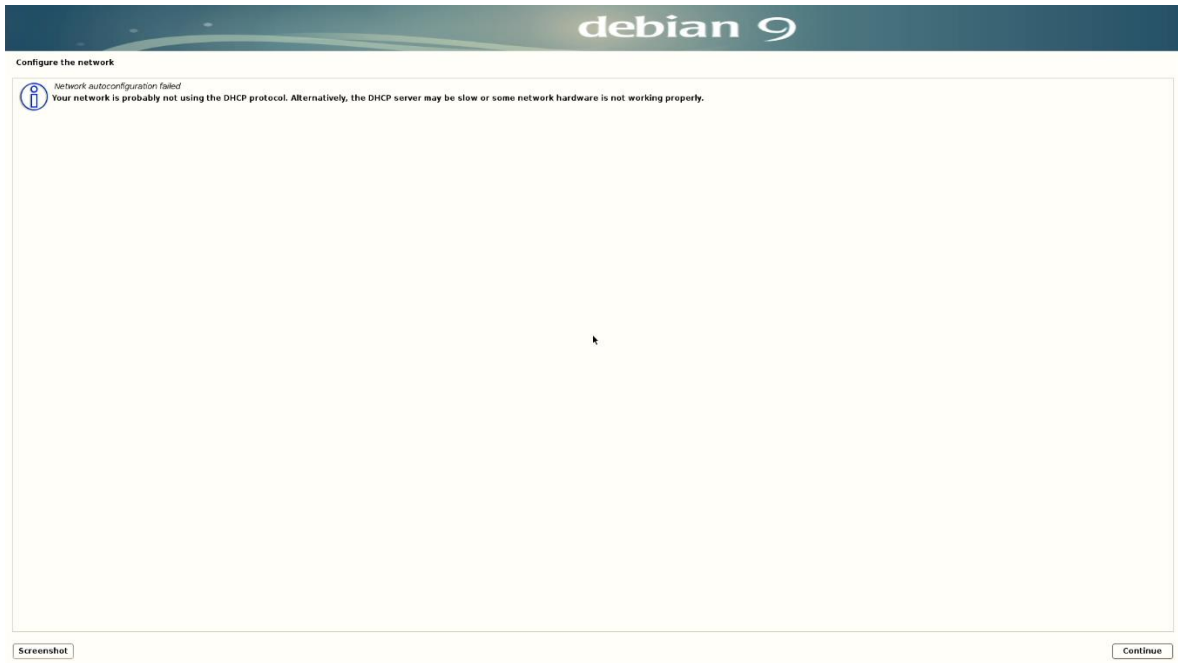 debian 9
Configure the network
Network autoconfiguration failed
Your network is probably not using the DHCP protocol. Alternatively, the DHCP server may be slow or some network hardware is not working properly.
Screenshot
Continue